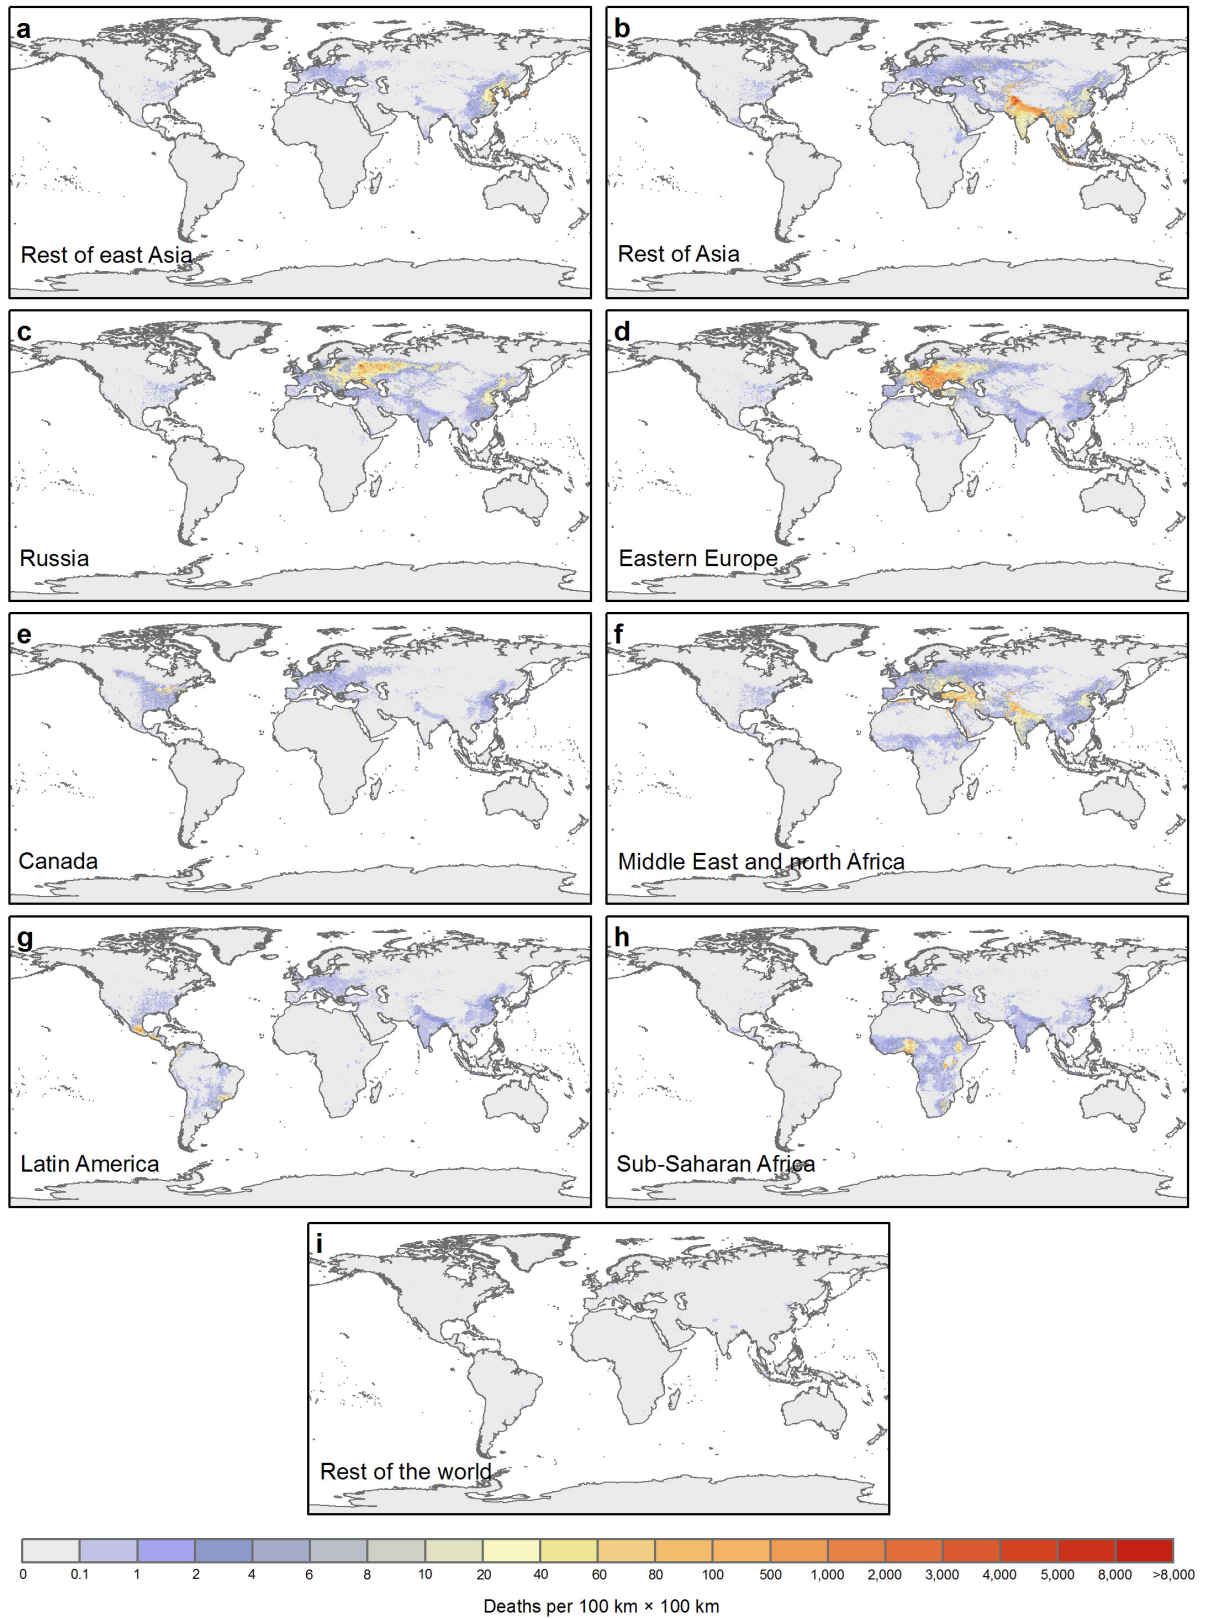 a
Rest of east Asia
b
Rest of Asia
c
Russia
d
Eastern Europe
e
Canada
f
Middle East and north Africa
g
Latin America
h
Sub-Saharan Africa
i
Rest of the world
0 0.1 1 2 4 6 8 10 20 40 60 80 100 500 1,000 2,000 3,000 4,000 5,000 8,000 >8,000
Deaths per 100 km × 100 km